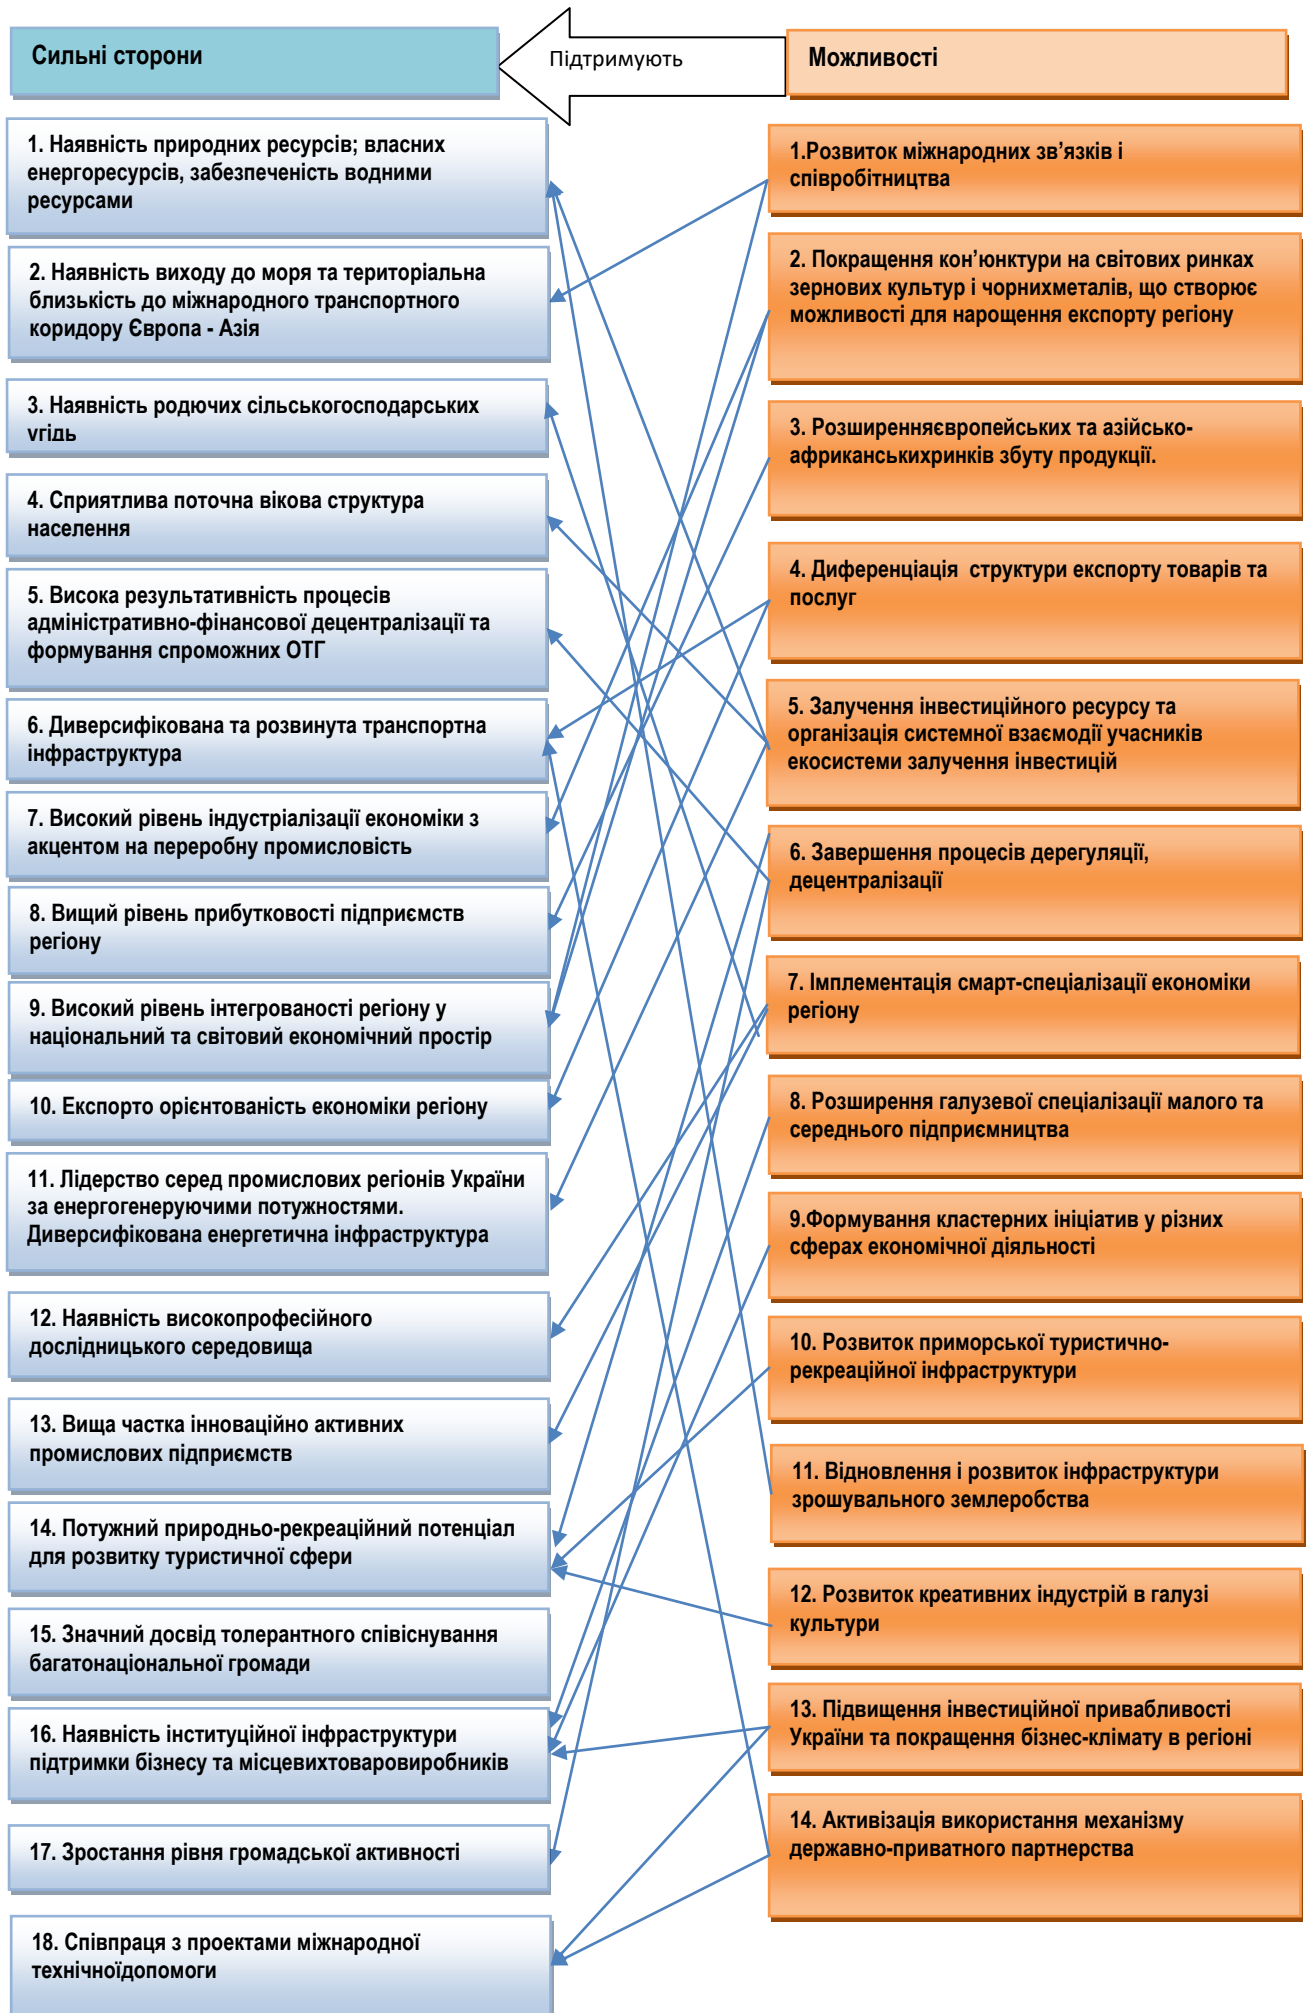 Сильні сторони
Підтримують
Можливості
1. Наявність природних ресурсів; власних
енергоресурсів, забезпеченість водними
ресурсами
2. Наявність виходу до моря та територіальна
близькість до міжнародного транспортного
коридору Європа - Азія
3. Наявність родючих сільськогосподарських
угідь
4. Сприятлива поточна вікова структура
населення
5. Висока результативність процесів
адміністративно-фінансової децентралізації та
формування спроможних ОТГ
6. Диверсифікована та розвинута транспортна
інфраструктура
7. Високий рівень індустріалізації економіки з
акцентом на переробну промисловість
8. Вищий рівень прибутковості підприємств
регіону
9. Високий рівень інтегрованості регіону у
національний та світовий економічний простір
10. Експорто орієнтованість економіки регіону
11. Лідерство серед промислових регіонів України
за енергогенеруючими потужностями.
Диверсифікована енергетична інфраструктура
12. Наявність високопрофесійного
дослідницького середовища
13. Вища частка інноваційно активних
промислових підприємств
14. Потужний природньо-рекреаційний потенціал
для розвитку туристичної сфери
15. Значний досвід толерантного співіснування
багатонаціональної громади
16. Наявність інституційної інфраструктури
підтримки бізнесу та місцевихтоваровиробників
17. Зростання рівня громадської активності
18. Співпраця з проектами міжнародної
технічноїдопомоги
1.Розвиток міжнародних зв’язків і
співробітництва
2. Покращення кон’юнктури на світових ринках
зернових культур і чорнихметалів, що створює
можливості для нарощення експорту регіону
3. Розширенняєвропейських та азійсько-
африканськихринків збуту продукції.
4. Диференціація  структури експорту товарів та
послуг
5. Залучення інвестиційного ресурсу та
організація системної взаємодії учасників
екосистеми залучення інвестицій
6. Завершення процесів дерегуляції,
децентралізації
7. Імплементація смарт-спеціалізації економіки
регіону
8. Розширення галузевої спеціалізації малого та
середнього підприємництва
9.Формування кластерних ініціатив у різних
сферах економічної діяльності
10. Розвиток приморської туристично-
рекреаційної інфраструктури
11. Відновлення і розвиток інфраструктури
зрошувального землеробства
12. Розвиток креативних індустрій в галузі
культури
13. Підвищення інвестиційної привабливості
України та покращення бізнес-клімату в регіоні
14. Активізація використання механізму
державно-приватного партнерства